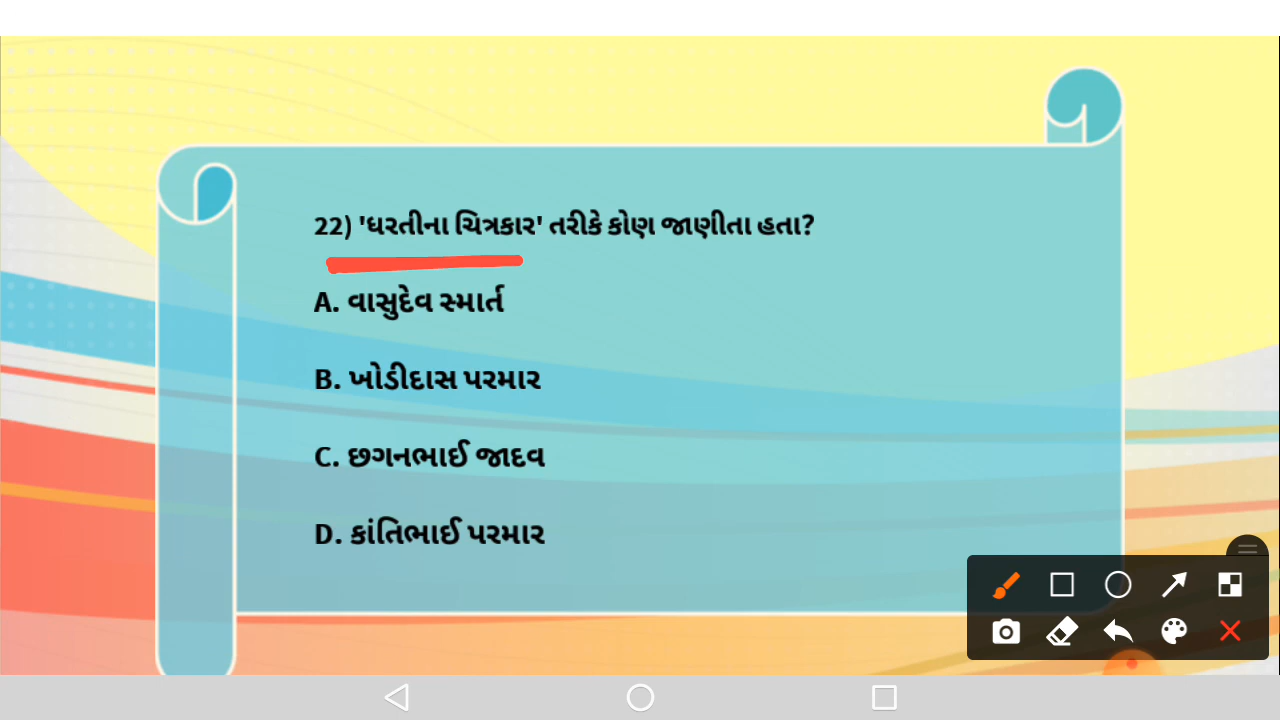 22) 'ધરતીના ચિત્રકાર' તરીકે કોણ જાણીતા હતા?
A. વાસુદેવ સ્માર્ત
B. ખોડીદાસ પરમાર
C. છગનભાઈ જાદવ
D. કાંતિભાઈ પરમાર